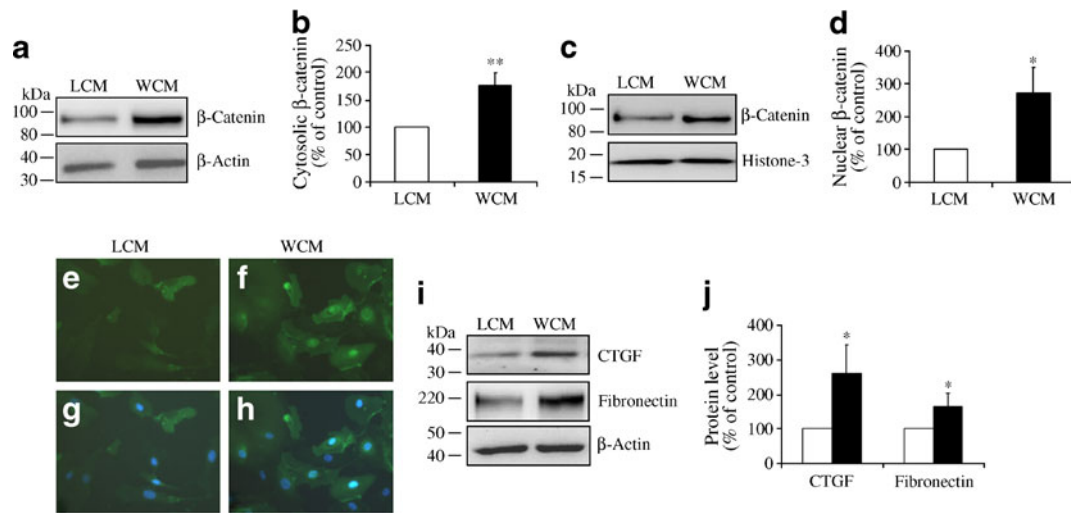 a
LCM WCM
kDa
100
80
β-Catenin
40
30
β-Actin
b
Cytosolic β-catenin
(% of control)
250
200
150
100
50
0
**
LCM
WCM
c
LCM WCM
kDa
100
80
β-Catenin
20
15
Histone-3
d
Nuclear β-catenin
(% of control)
400
300
200
100
0
*
LCM
WCM
LCM
WCM
e
f
g
h
i
LCM WCM
kDa
40
30
CTGF
220
Fibronectin
50
40
β-Actin
j
Protein level
(% of control)
400
300
200
100
0
*
*
CTGF
Fibronectin